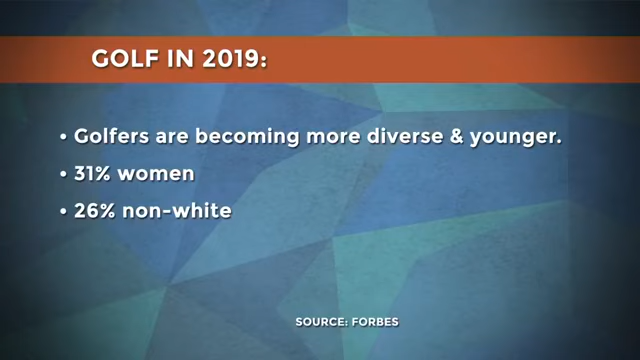 GOLF IN 2019:
• Golfers are becoming more diverse & younger.
• 31% women
• 26% non-white
SOURCE: FORBES